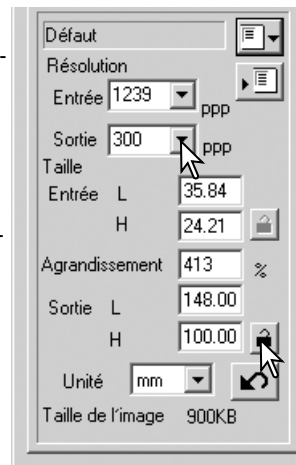 Défaut
Résolution
Entrée 1239 ppp
Sortie 300 ppp
Taille
Entrée L 35.84
H 24.21
Agrandissement 413 %
Sortie L 148.00
H 100.00
Unité mm
Taille de l'image 900KB